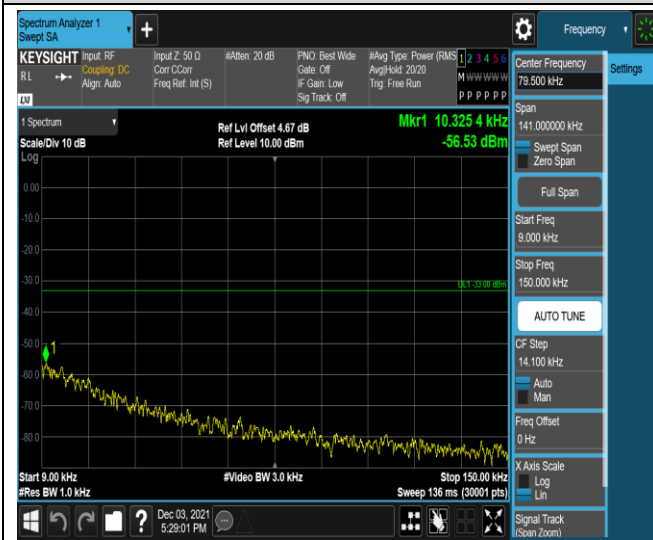 Spectrum Analyzer 1
Swept SA
Frequency
KEYSIGHT
RL
LXI
Input: RF
Coupling: DC
Align: Auto
Input Z: 50 Ω
Corr CCorr
Freq Ref: Int (S)
#Atten: 20 dB
PNO: Best Wide
Gate: Off
IF Gain: Low
Sig Track: Off
#Avg Type: Power (RMS
Avg|Hold: 20/20
Trig: Free Run
1 2 3 4 5 6
M W W W W W
P P P P P P
Center Frequency
79.500 kHz
Settings
Span
141.000000 kHz
Swept Span
Zero Span
Full Span
Start Freq
9.000 kHz
Stop Freq
150.000 kHz
AUTO TUNE
CF Step
14.100 kHz
Auto
Man
Freq Offset
0 Hz
X Axis Scale
Log
Lin
Signal Track
(Span Zoom)
1 Spectrum
Scale/Div 10 dB
Log
Ref Lvl Offset 4.67 dB
Ref Level 10.00 dBm
Mkr1 10.325 4 kHz
-56.53 dBm
0.00
-10.0
-20.0
-30.0
DL1 -33.00 dBm
-40.0
-50.0
1
-60.0
-70.0
-80.0
Start 9.00 kHz
#Res BW 1.0 kHz
#Video BW 3.0 kHz
Stop 150.00 kHz
Sweep 136 ms (30001 pts)
?
Dec 03, 2021
5:29:01 PM